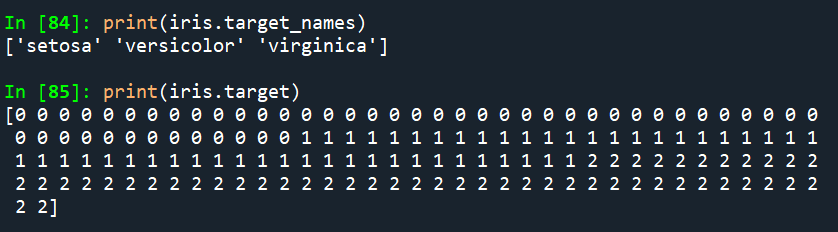 In [84]: print(iris.target_names)
['setosa' 'versicolor' 'virginica']
In [85]: print(iris.target)
[0 0 0 0 0 0 0 0 0 0 0 0 0 0 0 0 0 0 0 0 0 0 0 0 0 0 0 0 0 0 0 0 0 0 0 0 0
0 0 0 0 0 0 0 0 0 0 0 0 0 1 1 1 1 1 1 1 1 1 1 1 1 1 1 1 1 1 1 1 1 1 1 1 1
1 1 1 1 1 1 1 1 1 1 1 1 1 1 1 1 1 1 1 1 1 1 1 1 1 1 2 2 2 2 2 2 2 2 2 2 2
2 2 2 2 2 2 2 2 2 2 2 2 2 2 2 2 2 2 2 2 2 2 2 2 2 2 2 2 2 2 2 2 2 2 2 2 2
2 2]